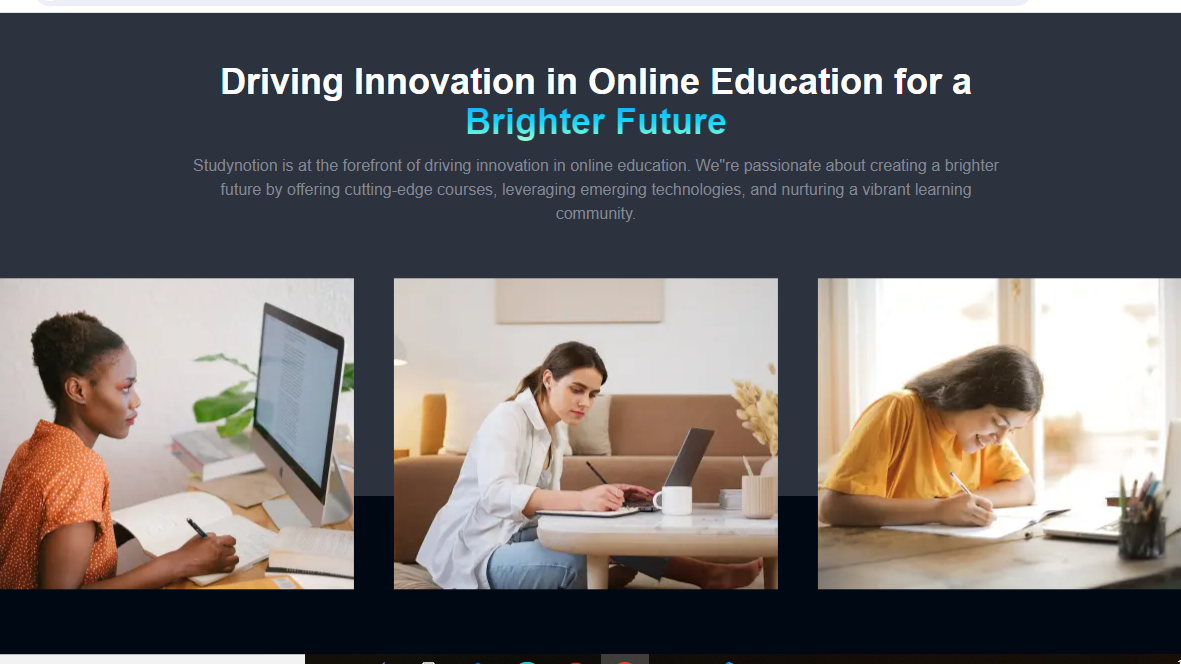 Driving Innovation in Online Education for a
Brighter Future
Studynotion is at the forefront of driving innovation in online education. We"re passionate about creating a brighter
future by offering cutting-edge courses, leveraging emerging technologies, and nurturing a vibrant learning
community.